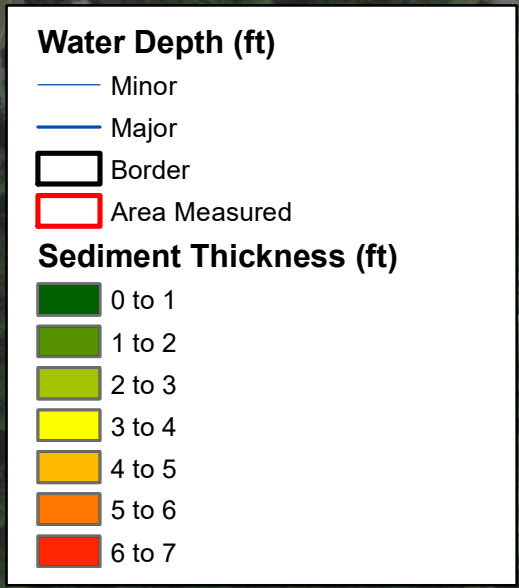 Water Depth (ft)
Minor
Major
Border
Area Measured
Sediment Thickness (ft)
0 to 1
1 to 2
2 to 3
3 to 4
4 to 5
5 to 6
6 to 7